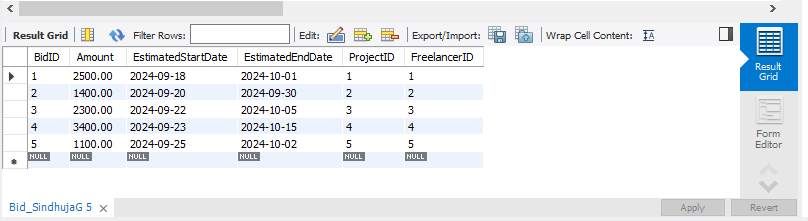 Result Grid Filter Rows: Edit: Export/Import: Wrap Cell Content: IA
BidID Amount EstimatedStartDate EstimatedEndDate ProjectID FreelancerID
1 2500.00 2024-09-18 2024-10-01 1 1
2 1400.00 2024-09-20 2024-09-30 2 2
3 2300.00 2024-09-22 2024-10-05 3 3
4 3400.00 2024-09-23 2024-10-15 4 4
5 1100.00 2024-09-25 2024-10-02 5 5
NULL NULL NULL NULL NULL NULL
Result
Grid
Form
Editor
Bid_SindhujaG 5 Apply Revert